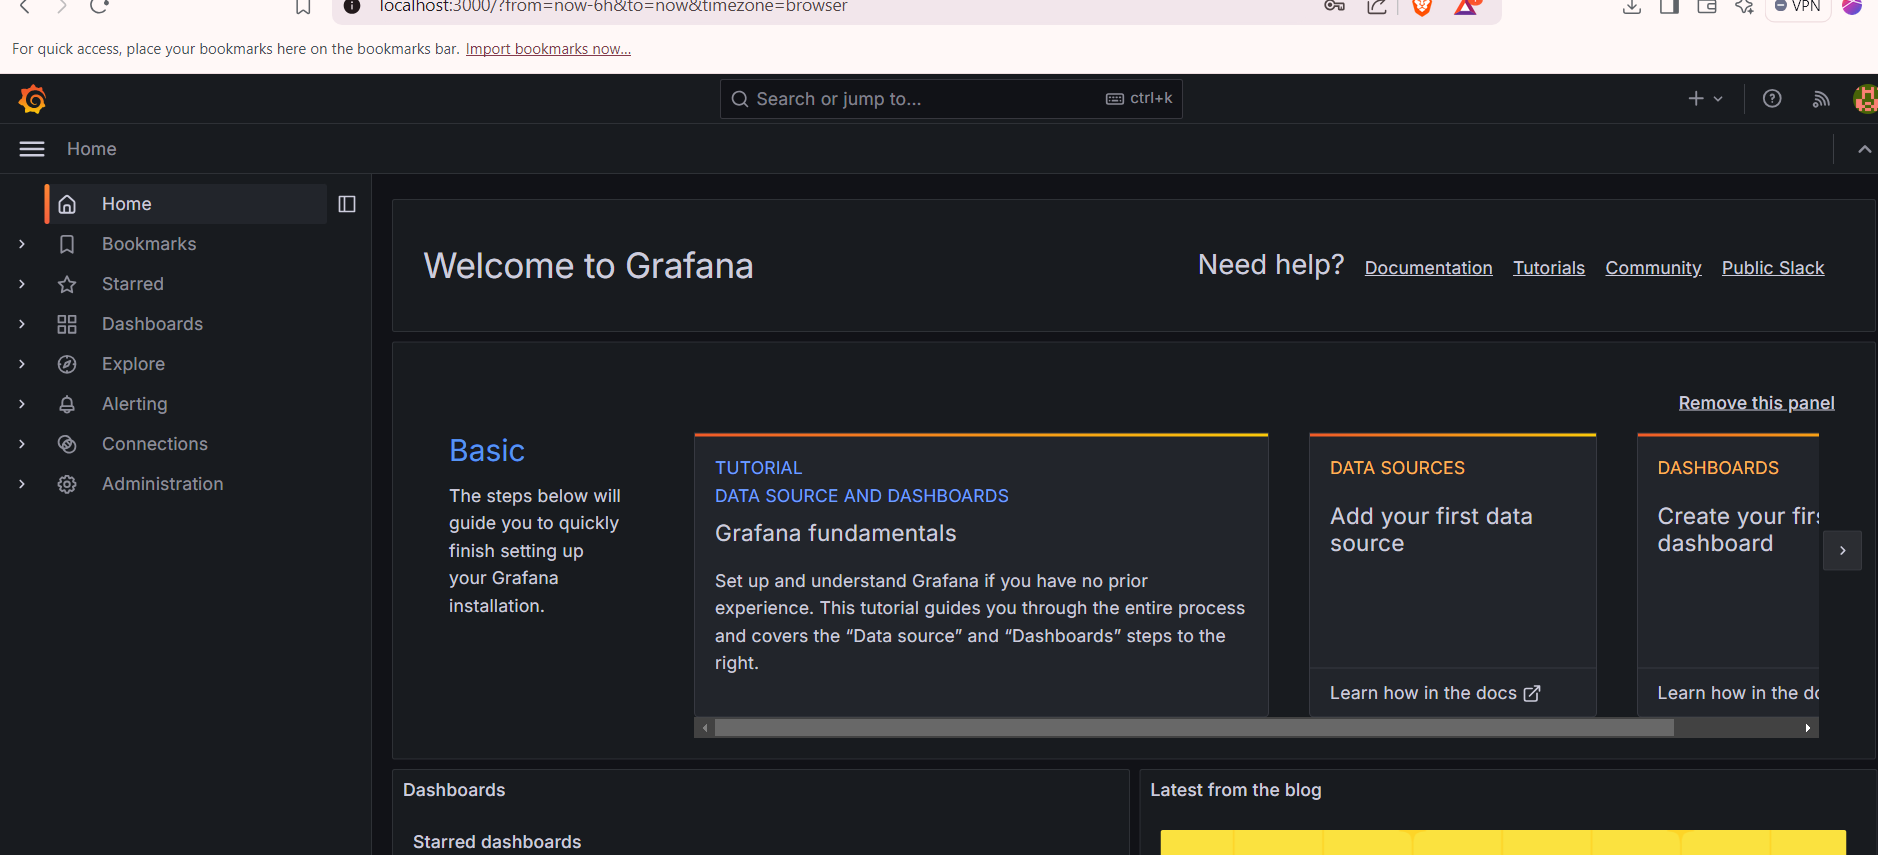 localhost:3000/?from=now-6h&to=now&timezone=browser
VPN
For quick access, place your bookmarks here on the bookmarks bar. Import bookmarks now...
Search or jump to...
ctrl+k
Home
Home
Bookmarks
Starred
Dashboards
Explore
Alerting
Connections
Administration
Welcome to Grafana
Need help? Documentation Tutorials Community Public Slack
Remove this panel
Basic
The steps below will
guide you to quickly
finish setting up
your Grafana
installation.
TUTORIAL
DATA SOURCE AND DASHBOARDS
Grafana fundamentals
Set up and understand Grafana if you have no prior
experience. This tutorial guides you through the entire process
and covers the “Data source” and “Dashboards” steps to the
right.
DATA SOURCES
Add your first data
source
Learn how in the docs
DASHBOARDS
Create your firs
dashboard
Learn how in the do
Dashboards
Starred dashboards
Latest from the blog